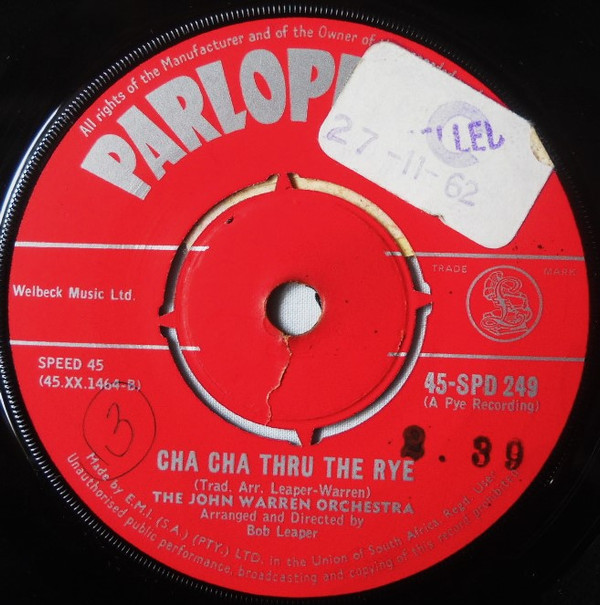 All rights of the Manufacturer and of the Owner of the
PARLOP
LED
27-11-62
TRADE MARK
Welbeck Music Ltd.
SPEED 45
(45.XX.1464-B)
45-SPD 249
(A Pye Recording)
3
2.39
CHA CHA THRU THE RYE
(Trad. Arr. Leaper-Warren)
THE JOHN WARREN ORCHESTRA
Arranged and Directed by
Bob Leaper
Made by E.M.I. (S.A.) (PTY.) LTD. in the Union of South Africa. Regd. User.
Unauthorised public performance, broadcasting and copying of this record prohibited